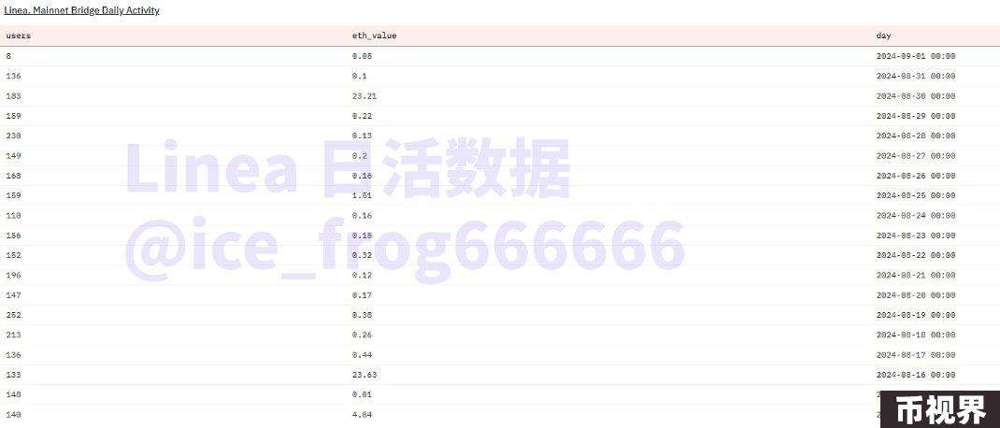 Linea. Mainnet Bridge Daily Activity
users eth_value day
8 0.05 2024-09-01 00:00
136 0.1 2024-08-31 00:00
183 23.21 2024-08-30 00:00
159 0.22 2024-08-29 00:00
230 0.13 2024-08-28 00:00
149 0.2 2024-08-27 00:00
Linea 日活数据
168 0.16 2024-08-26 00:00
159 1.51 2024-08-25 00:00
110 0.16 2024-08-24 00:00
156 0.15 2024-08-23 00:00
@ice_frog666666
152 0.32 2024-08-22 00:00
196 0.12 2024-08-21 00:00
147 0.17 2024-08-20 00:00
252 0.38 2024-08-19 00:00
213 0.26 2024-08-18 00:00
136 0.44 2024-08-17 00:00
133 23.63 2024-08-16 00:00
148 0.01
140 4.04
币视界